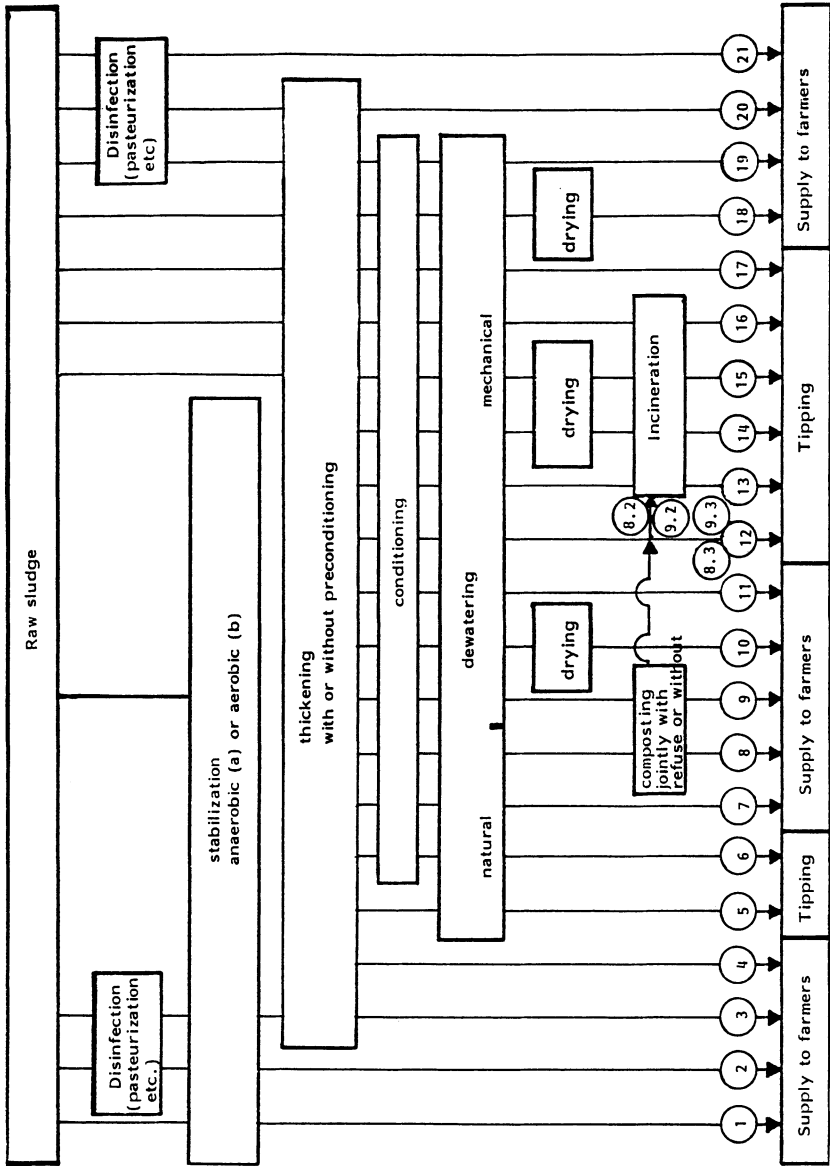 Raw sludge
Disinfection
(pasteurization
etc.)
Disinfection
(pasteurization
etc)
stabilization
anaerobic (a) or aerobic (b)
thickening
with or without preconditioning
conditioning
natural
dewatering
mechanical
drying
drying
drying
composting
jointly with
refuse or without
Incineration
8.2
9.2
8.3
9.3
1
2
3
4
5
6
7
8
9
10
11
12
13
14
15
16
17
18
19
20
21
Supply to farmers
Tipping
Supply to farmers
Tipping
Supply to farmers